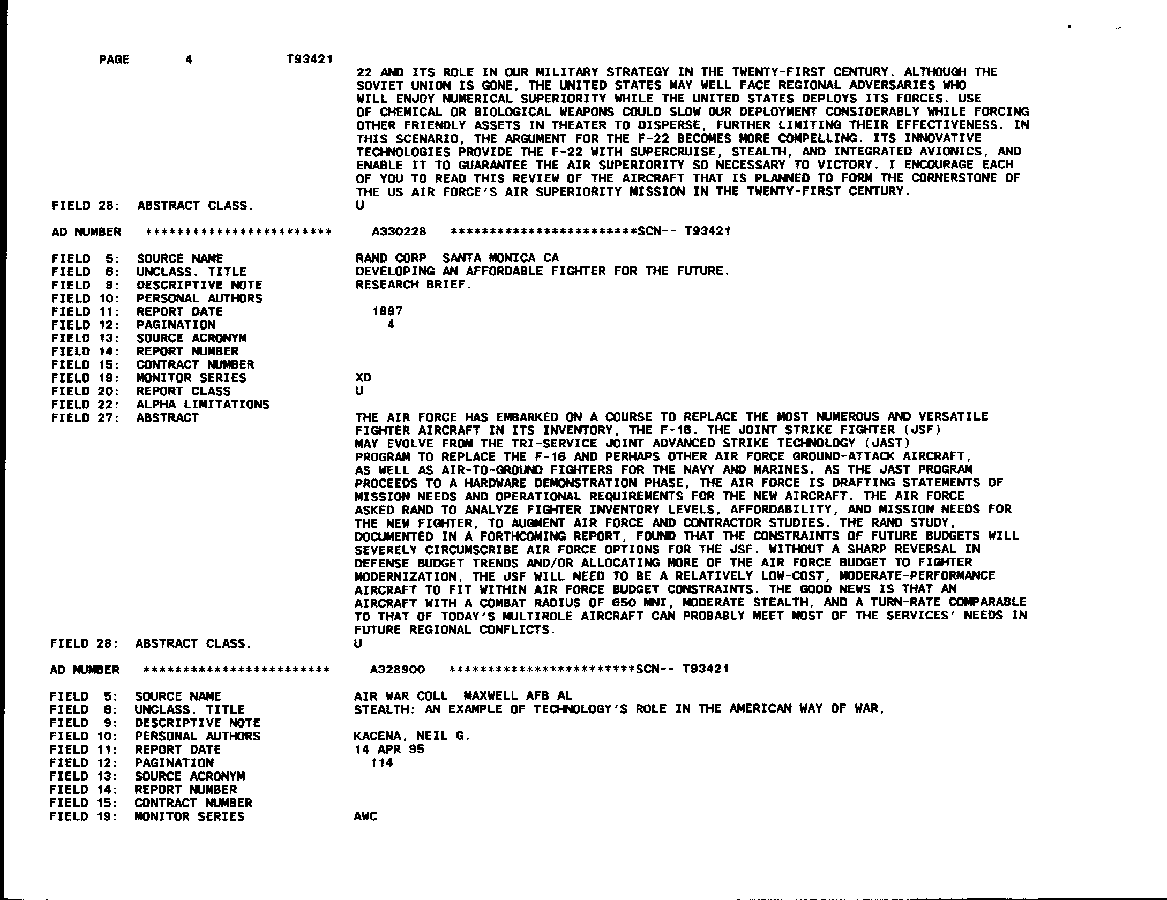 PAGE 4 T93421
22 AND ITS ROLE IN OUR MILITARY STRATEGY IN THE TWENTY-FIRST CENTURY. ALTHOUGH THE
SOVIET UNION IS GONE, THE UNITED STATES MAY WELL FACE REGIONAL ADVERSARIES WHO
WILL ENJOY NUMERICAL SUPERIORITY WHILE THE UNITED STATES DEPLOYS ITS FORCES. USE
OF CHEMICAL OR BIOLOGICAL WEAPONS COULD SLOW OUR DEPLOYMENT CONSIDERABLY WHILE FORCING
OTHER FRIENDLY ASSETS IN THEATER TO DISPERSE, FURTHER LIMITING THEIR EFFECTIVENESS. IN
THIS SCENARIO, THE ARGUMENT FOR THE F-22 BECOMES MORE COMPELLING. ITS INNOVATIVE
TECHNOLOGIES PROVIDE THE F-22 WITH SUPERCRUISE, STEALTH, AND INTEGRATED AVIONICS, AND
ENABLE IT TO GUARANTEE THE AIR SUPERIORITY SO NECESSARY TO VICTORY. I ENCOURAGE EACH
OF YOU TO READ THIS REVIEW OF THE AIRCRAFT THAT IS PLANNED TO FORM THE CORNERSTONE OF
THE US AIR FORCE'S AIR SUPERIORITY MISSION IN THE TWENTY-FIRST CENTURY.
FIELD 28: ABSTRACT CLASS. U
AD NUMBER ************************ A330228 ************************SCN-- T93421
FIELD 5: SOURCE NAME RAND CORP SANTA MONICA CA
FIELD 6: UNCLASS. TITLE DEVELOPING AN AFFORDABLE FIGHTER FOR THE FUTURE.
FIELD 9: DESCRIPTIVE NOTE RESEARCH BRIEF.
FIELD 10: PERSONAL AUTHORS
FIELD 11: REPORT DATE 1997
FIELD 12: PAGINATION 4
FIELD 13: SOURCE ACRONYM
FIELD 14: REPORT NUMBER
FIELD 15: CONTRACT NUMBER
FIELD 19: MONITOR SERIES XD
FIELD 20: REPORT CLASS U
FIELD 22: ALPHA LIMITATIONS
FIELD 27: ABSTRACT THE AIR FORCE HAS EMBARKED ON A COURSE TO REPLACE THE MOST NUMEROUS AND VERSATILE
FIGHTER AIRCRAFT IN ITS INVENTORY, THE F-16. THE JOINT STRIKE FIGHTER (JSF)
MAY EVOLVE FROM THE TRI-SERVICE JOINT ADVANCED STRIKE TECHNOLOGY (JAST)
PROGRAM TO REPLACE THE F-16 AND PERHAPS OTHER AIR FORCE GROUND-ATTACK AIRCRAFT,
AS WELL AS AIR-TO-GROUND FIGHTERS FOR THE NAVY AND MARINES. AS THE JAST PROGRAM
PROCEEDS TO A HARDWARE DEMONSTRATION PHASE, THE AIR FORCE IS DRAFTING STATEMENTS OF
MISSION NEEDS AND OPERATIONAL REQUIREMENTS FOR THE NEW AIRCRAFT. THE AIR FORCE
ASKED RAND TO ANALYZE FIGHTER INVENTORY LEVELS, AFFORDABILITY, AND MISSION NEEDS FOR
THE NEW FIGHTER, TO AUGMENT AIR FORCE AND CONTRACTOR STUDIES. THE RAND STUDY,
DOCUMENTED IN A FORTHCOMING REPORT, FOUND THAT THE CONSTRAINTS OF FUTURE BUDGETS WILL
SEVERELY CIRCUMSCRIBE AIR FORCE OPTIONS FOR THE JSF. WITHOUT A SHARP REVERSAL IN
DEFENSE BUDGET TRENDS AND/OR ALLOCATING MORE OF THE AIR FORCE BUDGET TO FIGHTER
MODERNIZATION, THE JSF WILL NEED TO BE A RELATIVELY LOW-COST, MODERATE-PERFORMANCE
AIRCRAFT TO FIT WITHIN AIR FORCE BUDGET CONSTRAINTS. THE GOOD NEWS IS THAT AN
AIRCRAFT WITH A COMBAT RADIUS OF 650 MNI, MODERATE STEALTH, AND A TURN-RATE COMPARABLE
TO THAT OF TODAY'S MULTIROLE AIRCRAFT CAN PROBABLY MEET MOST OF THE SERVICES' NEEDS IN
FUTURE REGIONAL CONFLICTS.
FIELD 28: ABSTRACT CLASS. U
AD NUMBER ************************ A328900 ************************SCN-- T93421
FIELD 5: SOURCE NAME AIR WAR COLL MAXWELL AFB AL
FIELD 6: UNCLASS. TITLE STEALTH: AN EXAMPLE OF TECHNOLOGY'S ROLE IN THE AMERICAN WAY OF WAR,
FIELD 9: DESCRIPTIVE NOTE
FIELD 10: PERSONAL AUTHORS KACENA, NEIL G.
FIELD 11: REPORT DATE 14 APR 95
FIELD 12: PAGINATION 114
FIELD 13: SOURCE ACRONYM
FIELD 14: REPORT NUMBER
FIELD 15: CONTRACT NUMBER
FIELD 19: MONITOR SERIES AWC